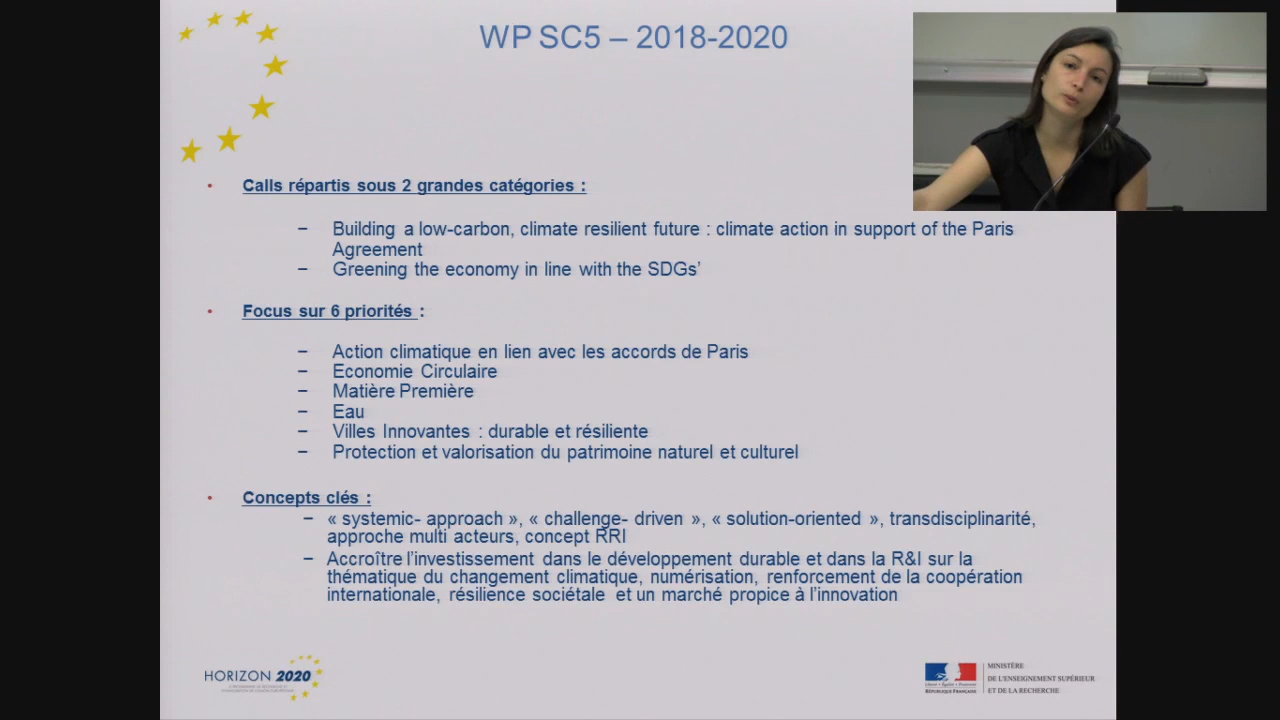 WP SC5 – 2018-2020
• Calls répartis sous 2 grandes catégories :
– Building a low-carbon, climate resilient future : climate action in support of the Paris
Agreement
– Greening the economy in line with the SDGs’
• Focus sur 6 priorités :
– Action climatique en lien avec les accords de Paris
– Economie Circulaire
– Matière Première
– Eau
– Villes Innovantes : durable et résiliente
– Protection et valorisation du patrimoine naturel et culturel
• Concepts clés :
– « systemic- approach », « challenge- driven », « solution-oriented », transdisciplinarité,
approche multi acteurs, concept RRI
– Accroître l’investissement dans le développement durable et dans la R&I sur la
thématique du changement climatique, numérisation, renforcement de la coopération
internationale, résilience sociétale et un marché propice à l’innovation
HORIZON 2020
Liberté • Égalité • Fraternité
RÉPUBLIQUE FRANÇAISE
MINISTÈRE
DE L’ENSEIGNEMENT SUPÉRIEUR
ET DE LA RECHERCHE